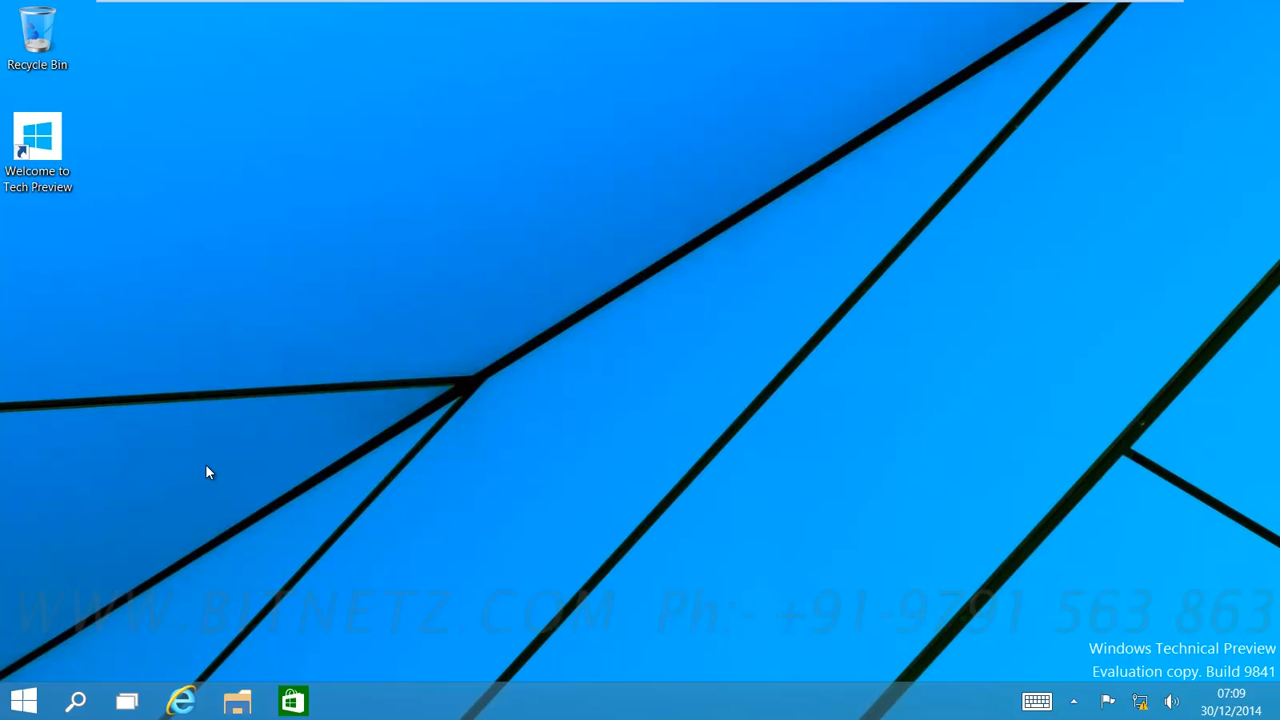 Recycle Bin
Welcome to
Tech Preview
WWW.BITNETZ.COM Ph:- +91-9791 563 863
Windows Technical Preview
Evaluation copy. Build 9841
07:09
30/12/2014